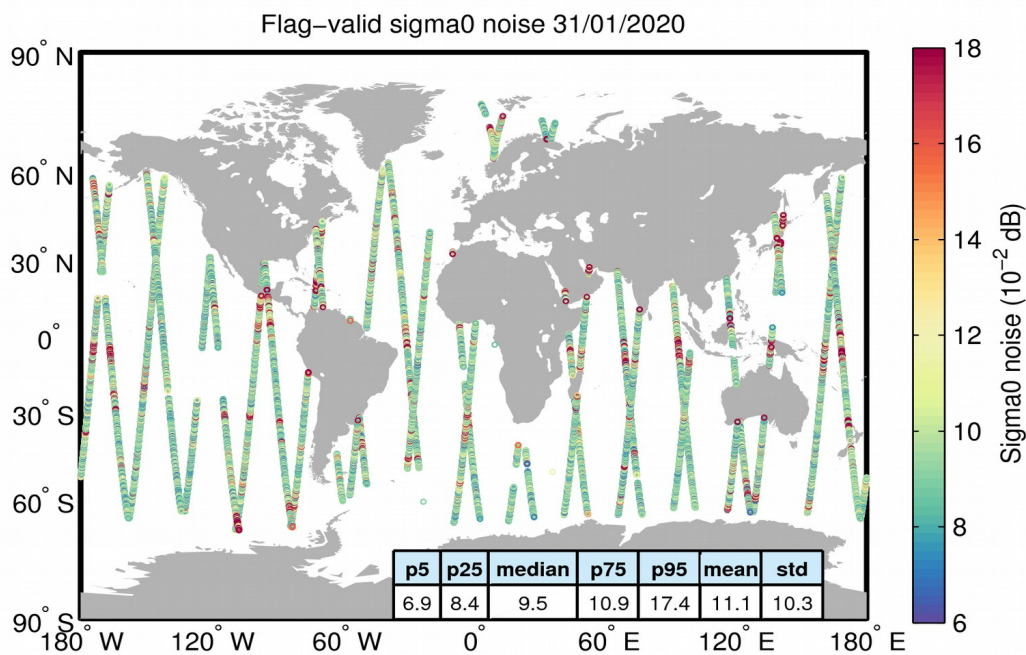 Flag−valid sigma0 noise 31/01/2020
90° N
60° N
30° N
0°
30° S
60° S
90° S
180° W
120° W
60° W
0°
60° E
120° E
180° E
p5 p25 median p75 p95 mean std
6.9 8.4 9.5 10.9 17.4 11.1 10.3
18
16
14
12
10
8
6
Sigma0 noise (10⁻² dB)